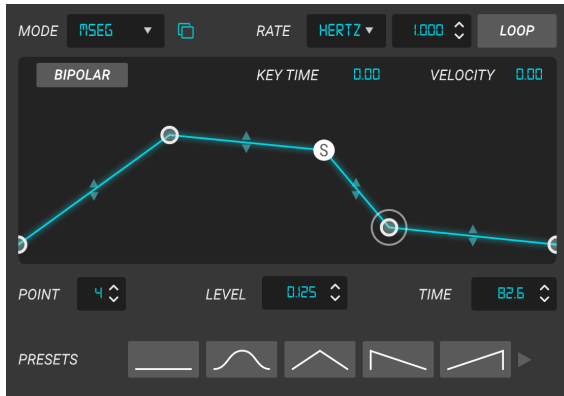 MODE MSEG RATE HERTZ 1.000 LOOP
BIPOLAR KEY TIME 0.00 VELOCITY 0.00
S
POINT 4 LEVEL 0.125 TIME 82.6
PRESETS